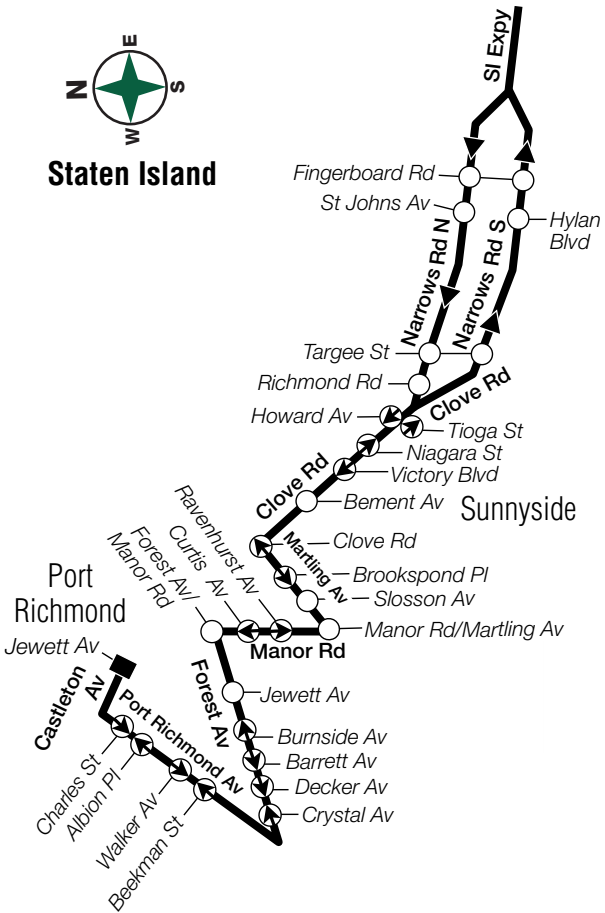 SI Expy
E
N
S
W
Staten Island
Fingerboard Rd
St Johns Av
Hylan
Blvd
Narrows Rd N
Narrows Rd S
Targee St
Richmond Rd
Clove Rd
Howard Av
Tioga St
Niagara St
Victory Blvd
Clove Rd
Bement Av
Sunnyside
Ravenhurst Av
Curtis Av
Forest Av/
Manor Rd
Clove Rd
Martling Av
Brookspond Pl
Slosson Av
Manor Rd/Martling Av
Manor Rd
Port
Richmond
Jewett Av
Castleton
Av
Port Richmond Av
Forest Av
Jewett Av
Burnside Av
Barrett Av
Decker Av
Crystal Av
Charles St
Albion Pl
Walker Av
Beekman St